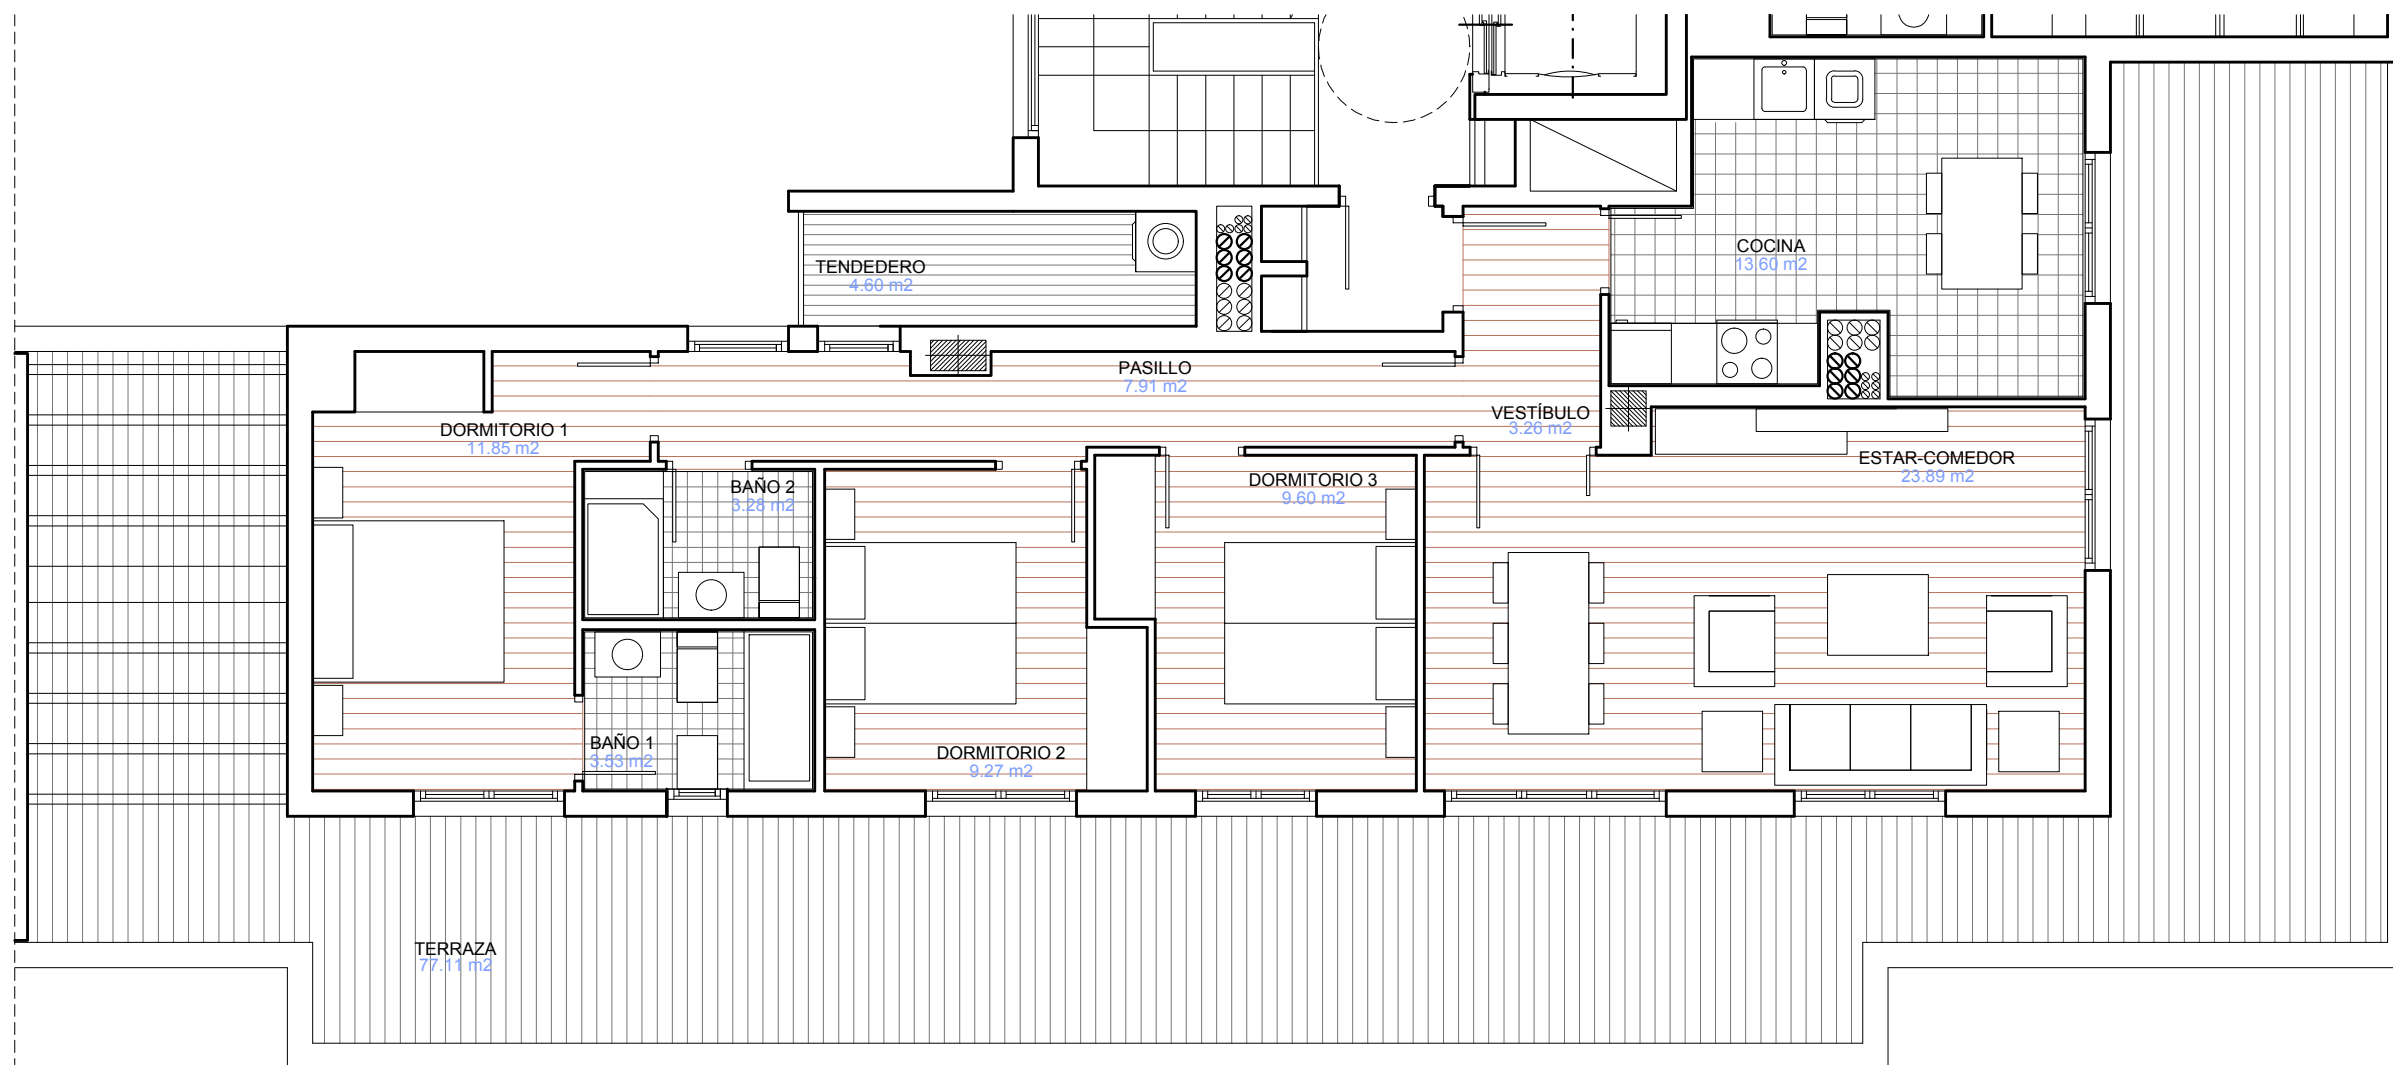 COCINA
13.60 m2
TENDEDERO
4.60 m2
PASILLO
7.91 m2
VESTÍBULO
3.26 m2
DORMITORIO 1
11.85 m2
ESTAR-COMEDOR
23.89 m2
DORMITORIO 3
9.60 m2
BAÑO 2
3.28 m2
BAÑO 1
3.53 m2
DORMITORIO 2
9.27 m2
TERRAZA
77.11 m2